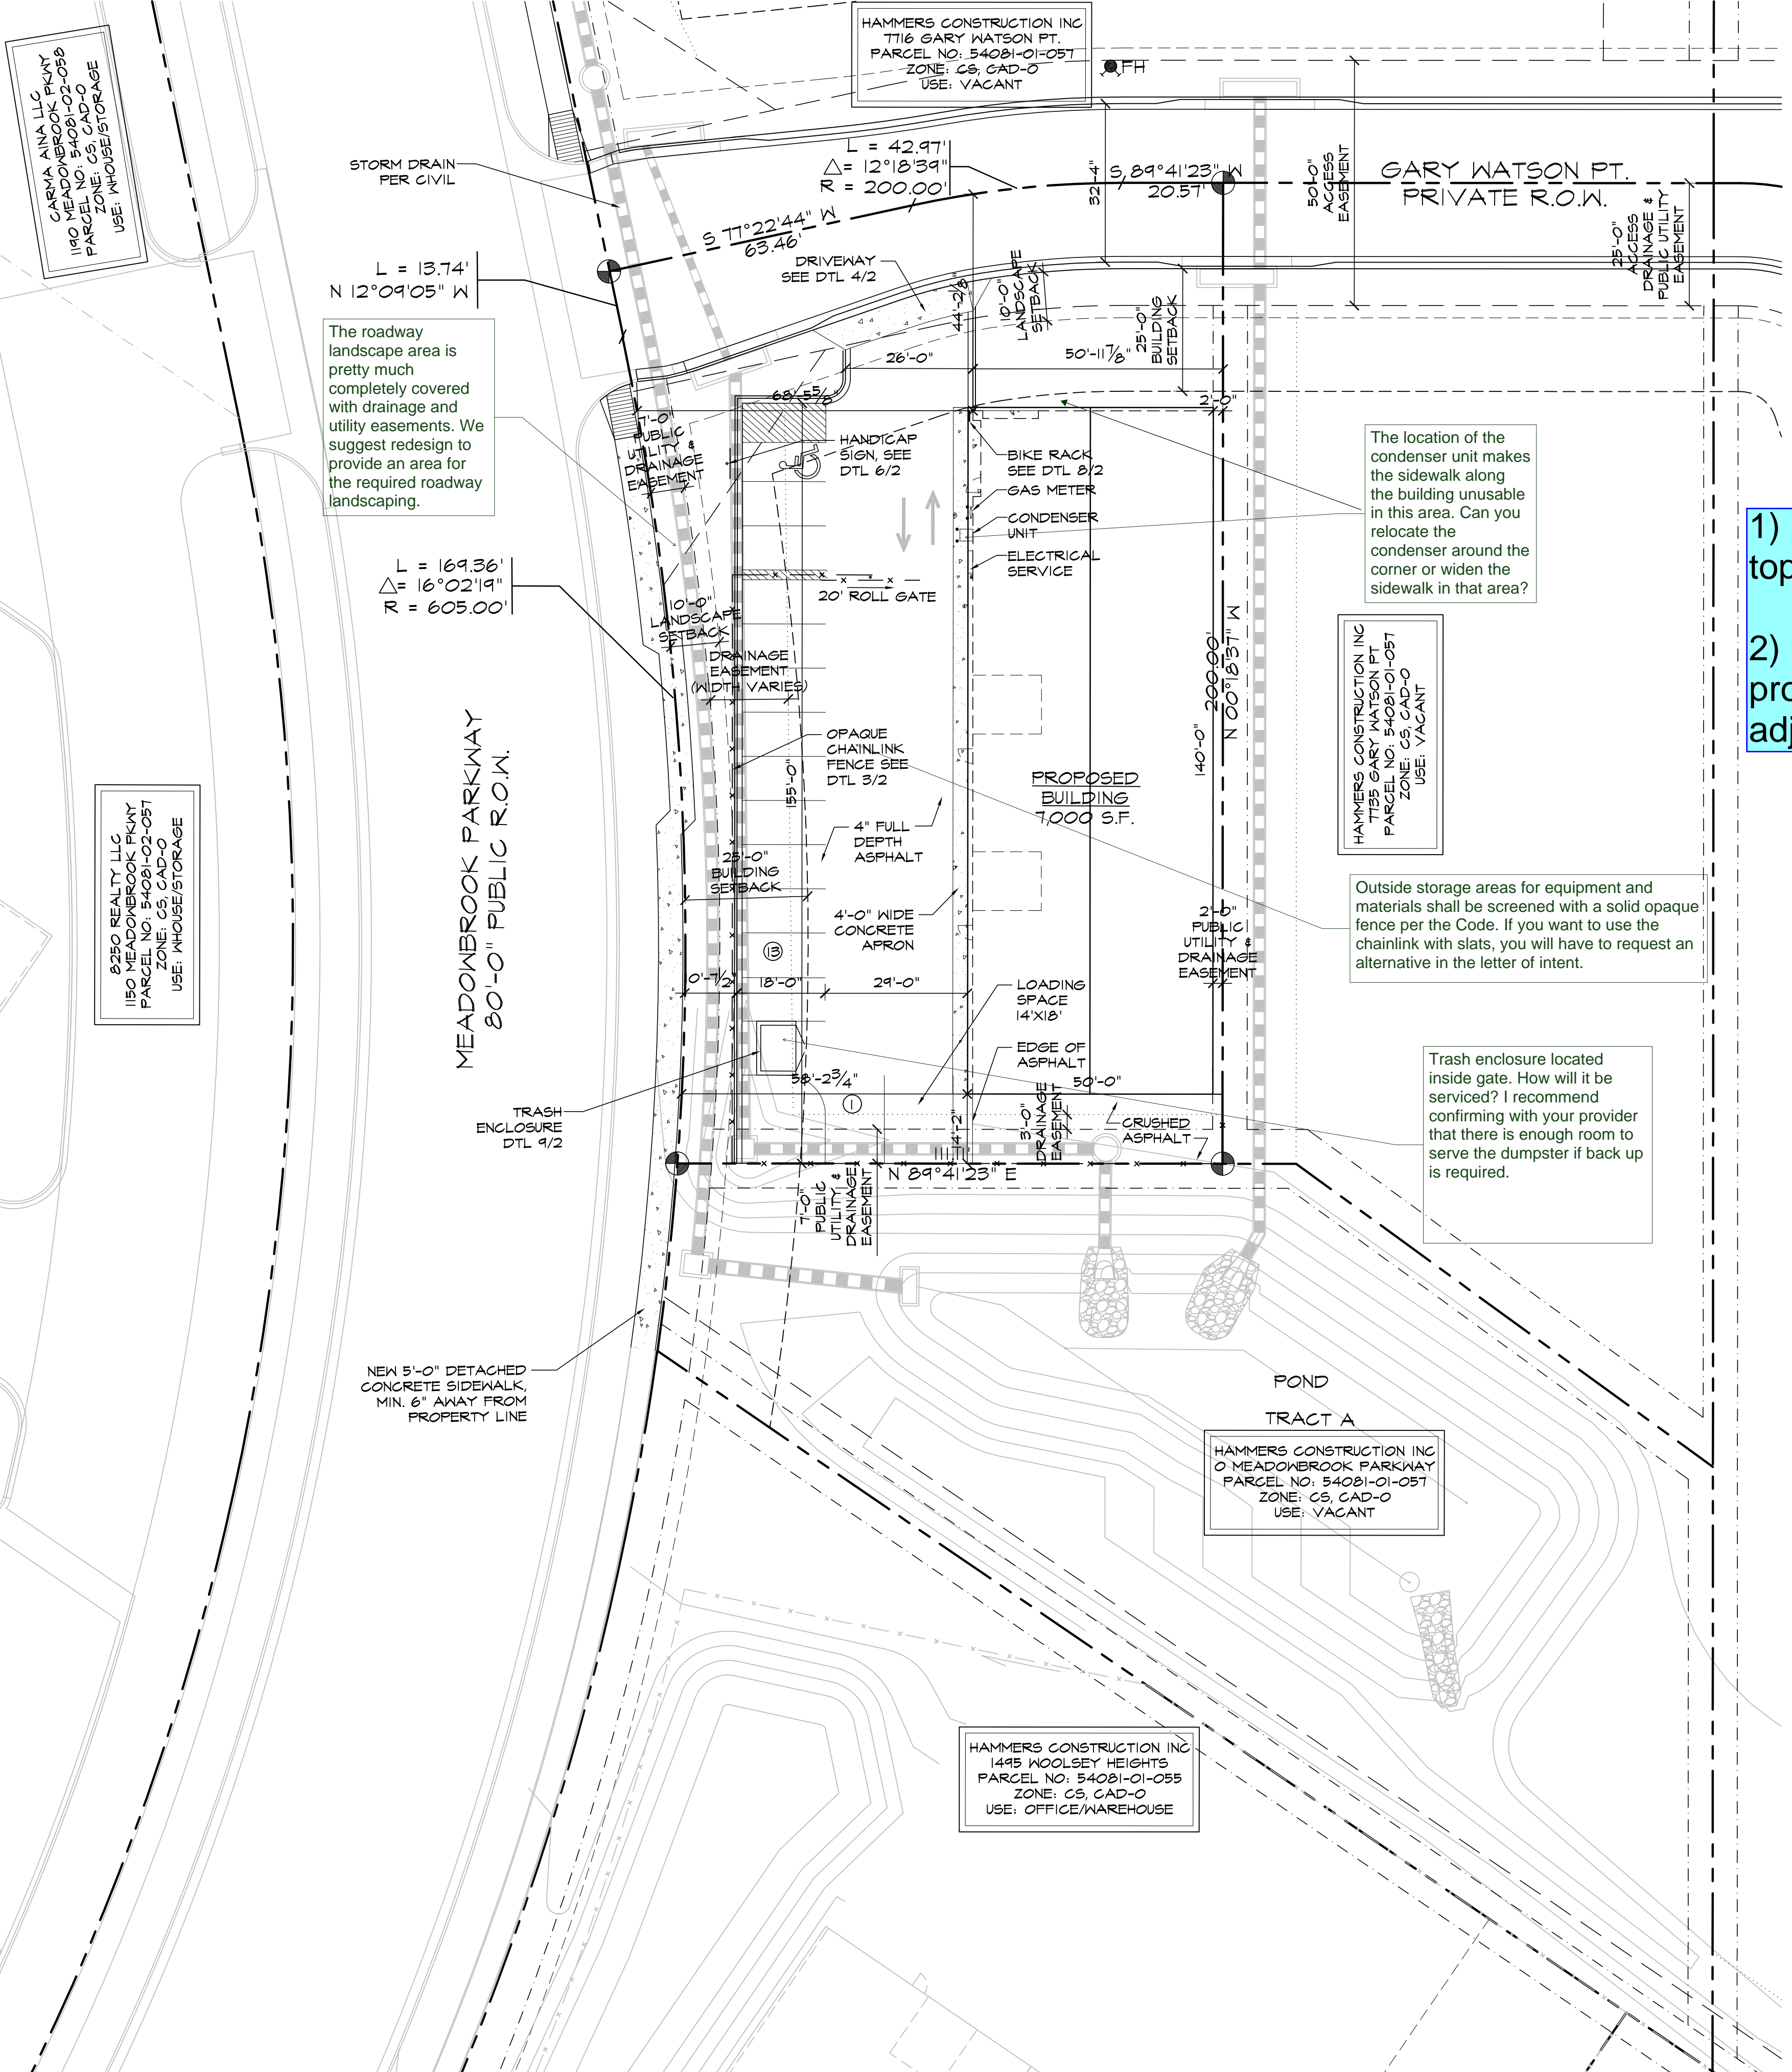 HAMMERS CONSTRUCTION INC
7716 GARY WATSON PT.
PARCEL NO: 54081-01-057
ZONE: CS, CAD-O
USE: VACANT
FH
CARMA AINA LLC
1190 MEADOWBROOK PKWY
PARCEL NO: 54081-02-058
ZONE: CS, CAD-O
USE: WHOUSE/STORAGE
STORM DRAIN
PER CIVIL
L = 42.97'
△= 12°18'39"
R = 200.00'
S 89°41'23" W
20.57'
32'-4"
50'-0"
ACCESS
EASEMENT
GARY WATSON PT.
PRIVATE R.O.W.
25'-0"
ACCESS
DRAINAGE &
PUBLIC UTILITY
EASEMENT
S 77°22'44" W
63.46'
L = 13.74'
N 12°09'05" W
DRIVEWAY
SEE DTL 4/2
44'-2 1/8"
10'-0"
LANDSCAPE
SETBACK
25'-0"
BUILDING
SETBACK
26'-0"
50'-11 7/8"
The roadway
landscape area is
pretty much
completely covered
with drainage and
utility easements. We
suggest redesign to
provide an area for
the required roadway
landscaping.
68'-5 5/8"
2'-0"
7'-0"
PUBLIC
UTILITY &
DRAINAGE
EASEMENT
HANDICAP
SIGN, SEE
DTL 6/2
BIKE RACK
SEE DTL 8/2
GAS METER
CONDENSER
UNIT
ELECTRICAL
SERVICE
The location of the
condenser unit makes
the sidewalk along
the building unusable
in this area. Can you
relocate the
condenser around the
corner or widen the
sidewalk in that area?
1)
top
2)
pro
adj
L = 169.36'
△= 16°02'19"
R = 605.00'
20' ROLL GATE
10'-0"
LANDSCAPE
SETBACK
DRAINAGE
EASEMENT
(WIDTH VARIES)
200.00'
N 00°18'37" W
140'-0"
HAMMERS CONSTRUCTION INC
7735 GARY WATSON PT
PARCEL NO: 54081-01-057
ZONE: CS, CAD-O
USE: VACANT
MEADOWBROOK PARKWAY
80'-0" PUBLIC R.O.W.
OPAQUE
CHAINLINK
FENCE SEE
DTL 3/2
155'-0"
PROPOSED
BUILDING
7,000 S.F.
8250 REALTY LLC
1150 MEADOWBROOK PKWY
PARCEL NO: 54081-02-057
ZONE: CS, CAD-O
USE: WHOUSE/STORAGE
4" FULL
DEPTH
ASPHALT
25'-0"
BUILDING
SETBACK
4'-0" WIDE
CONCRETE
APRON
Outside storage areas for equipment and
materials shall be screened with a solid opaque
fence per the Code. If you want to use the
chainlink with slats, you will have to request an
alternative in the letter of intent.
2'-0"
PUBLIC
UTILITY &
DRAINAGE
EASEMENT
13
18'-0"
29'-0"
LOADING
SPACE
14'X18'
EDGE OF
ASPHALT
Trash enclosure located
inside gate. How will it be
serviced? I recommend
confirming with your provider
that there is enough room to
serve the dumpster if back up
is required.
58'-2 3/4"
50'-0"
1
TRASH
ENCLOSURE
DTL 9/2
14'-2"
3'-0"
DRAINAGE
EASEMENT
CRUSHED
ASPHALT
N 89°41'23" E
7'-0"
PUBLIC
UTILITY &
DRAINAGE
EASEMENT
NEW 5'-0" DETACHED
CONCRETE SIDEWALK,
MIN. 6" AWAY FROM
PROPERTY LINE
POND
TRACT A
HAMMERS CONSTRUCTION INC
0 MEADOWBROOK PARKWAY
PARCEL NO: 54081-01-057
ZONE: CS, CAD-O
USE: VACANT
HAMMERS CONSTRUCTION INC
1495 WOOLSEY HEIGHTS
PARCEL NO: 54081-01-055
ZONE: CS, CAD-O
USE: OFFICE/WAREHOUSE